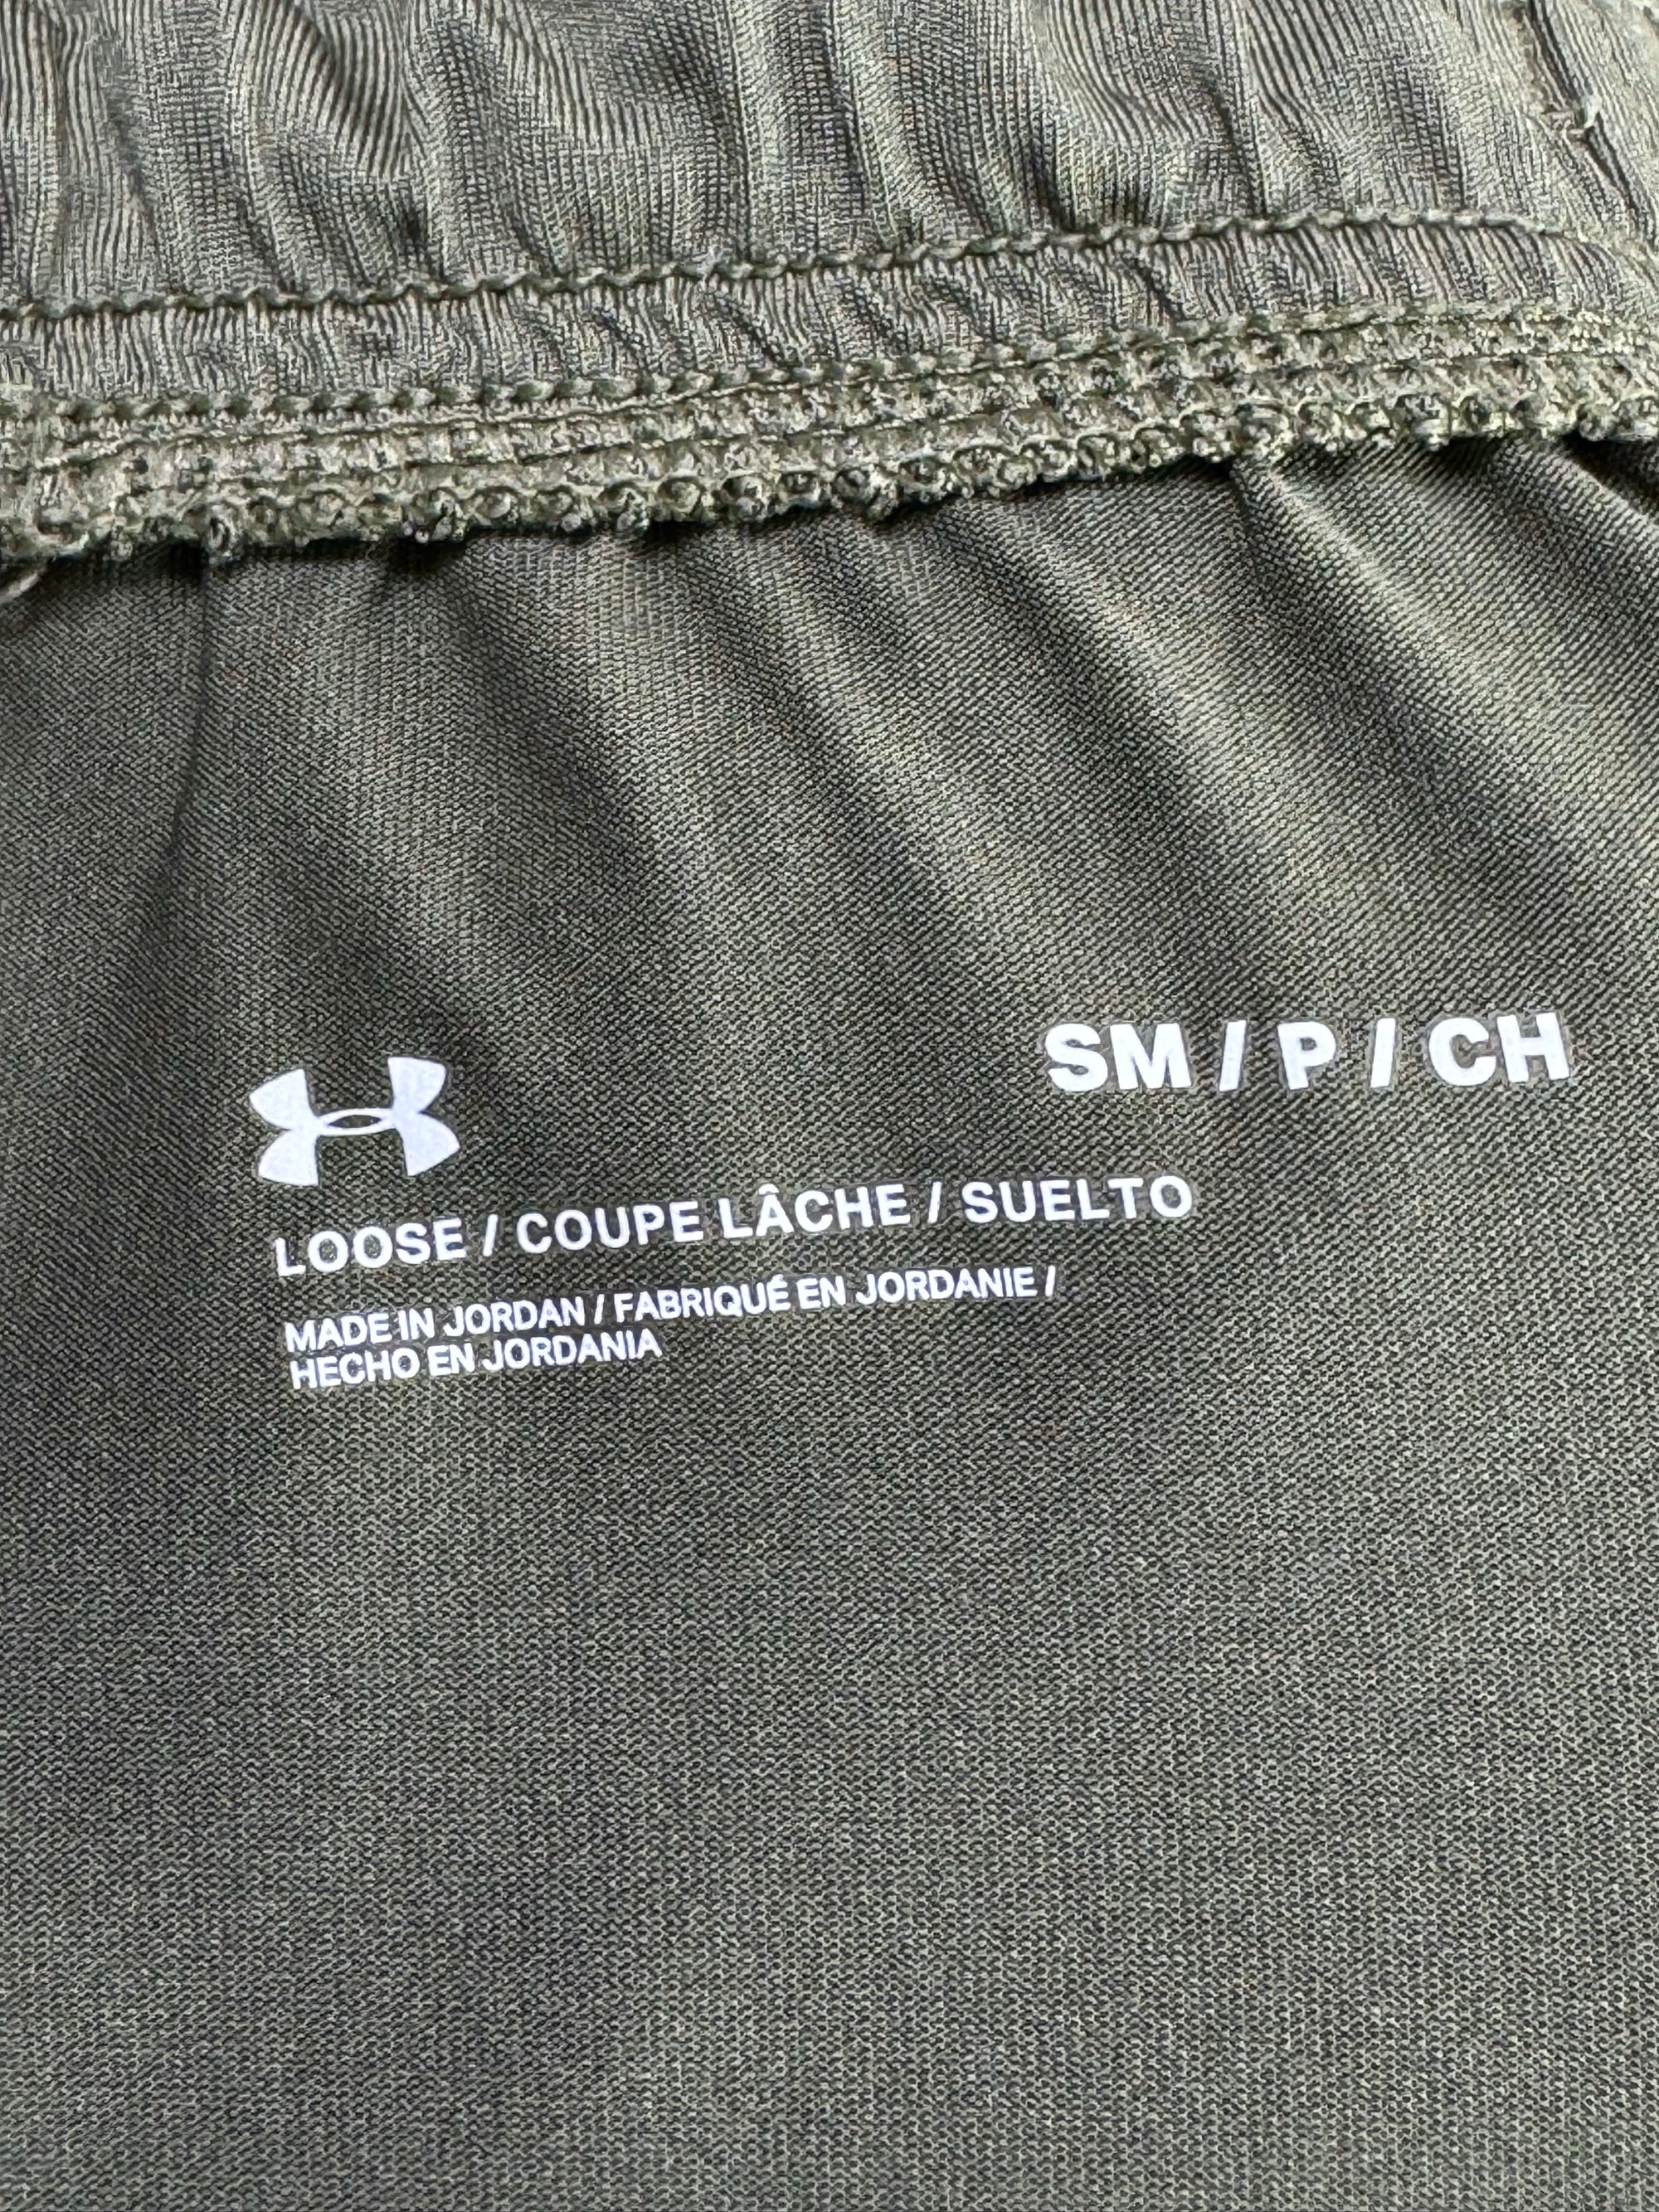 SM / P / CH
LOOSE / COUPE LÂCHE / SUELTO
MADE IN JORDAN / FABRIQUÉ EN JORDANIE /
HECHO EN JORDANIA